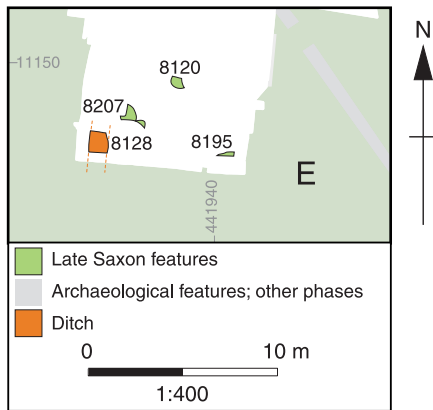 N
11150
8120
8207
8128
8195
E
441940
Late Saxon features
Archaeological features; other phases
Ditch
0 10 m
1:400